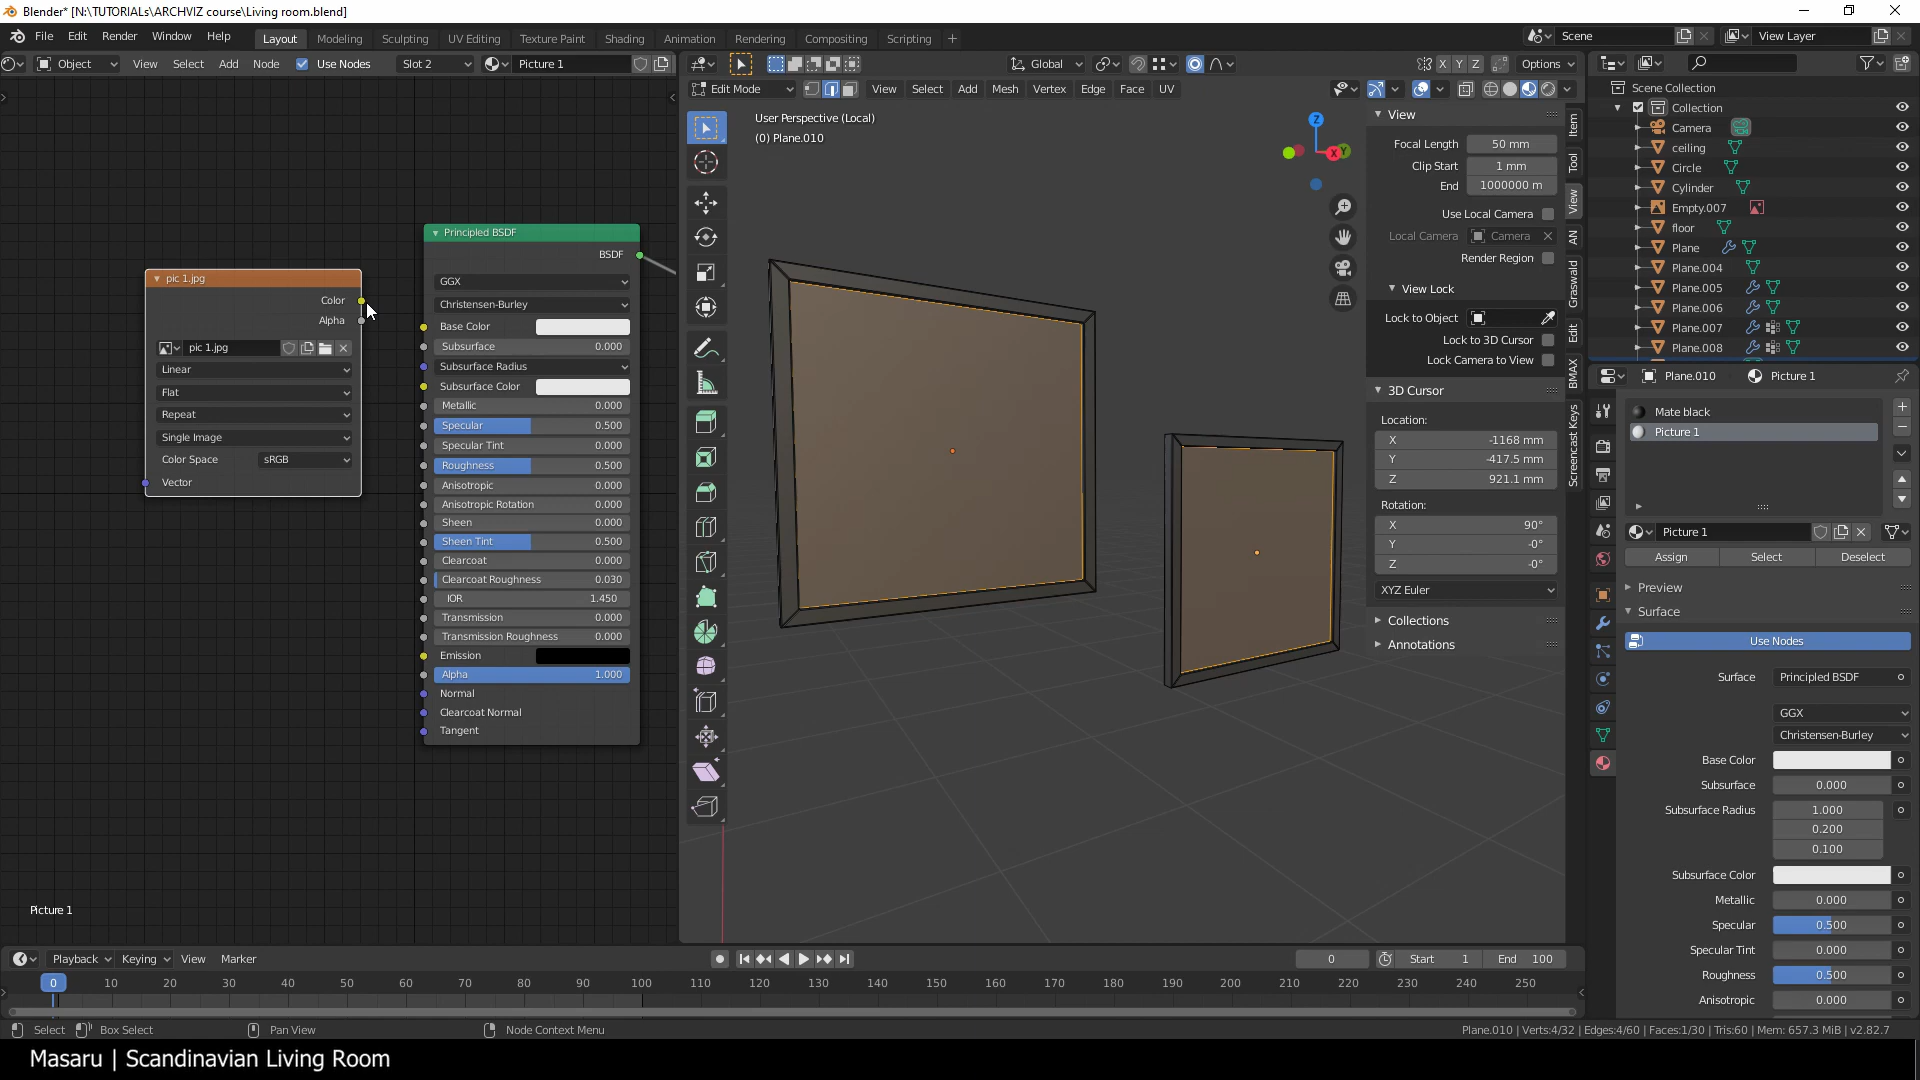 Blender* [N:\TUTORIALs\ARCHVIZ course\Living room.blend]
File Edit Render Window Help Layout Modeling Sculpting UV Editing Texture Paint Shading Animation Rendering Compositing Scripting + Scene View Layer
Object View Select Add Node Use Nodes Slot 2 Picture 1 Global X Y Z Options
Edit Mode View Select Add Mesh Vertex Edge Face UV
User Perspective (Local)
(0) Plane.010
Principled BSDF
BSDF
GGX
Christensen-Burley
Base Color
Subsurface 0.000
Subsurface Radius
Subsurface Color
Metallic 0.000
Specular 0.500
Specular Tint 0.000
Roughness 0.500
Anisotropic 0.000
Anisotropic Rotation 0.000
Sheen 0.000
Sheen Tint 0.500
Clearcoat 0.000
Clearcoat Roughness 0.030
IOR 1.450
Transmission 0.000
Transmission Roughness 0.000
Emission
Alpha 1.000
Normal
Clearcoat Normal
Tangent
pic 1.jpg
Color
Alpha
pic 1.jpg
Linear
Flat
Repeat
Single Image
Color Space sRGB
Vector
Picture 1
Z
X
Y
View
Focal Length 50 mm
Clip Start 1 mm
End 1000000 m
Use Local Camera
Local Camera Camera
Render Region
View Lock
Lock to Object
Lock to 3D Cursor
Lock Camera to View
3D Cursor
Location:
X -1168 mm
Y -417.5 mm
Z 921.1 mm
Rotation:
X 90°
Y -0°
Z -0°
XYZ Euler
Collections
Annotations
Item
Tool
View
AN
Graswald
Edit
BMAX
Screencast Keys
Scene Collection
Collection
Camera
ceiling
Circle
Cylinder
Empty.007
floor
Plane
Plane.004
Plane.005
Plane.006
Plane.007
Plane.008
Plane.010 Picture 1
Mate black
Picture 1
Picture 1
Assign Select Deselect
Preview
Surface
Use Nodes
Surface Principled BSDF
GGX
Christensen-Burley
Base Color
Subsurface 0.000
Subsurface Radius 1.000
0.200
0.100
Subsurface Color
Metallic 0.000
Specular 0.500
Specular Tint 0.000
Roughness 0.500
Anisotropic 0.000
Playback Keying View Marker 0 Start 1 End 100
0 10 20 30 40 50 60 70 80 90 100 110 120 130 140 150 160 170 180 190 200 210 220 230 240 250
Select Box Select Pan View Node Context Menu Plane.010 | Verts:4/32 | Edges:4/60 | Faces:1/30 | Tris:60 | Mem: 657.3 MiB | v2.82.7
Masaru | Scandinavian Living Room